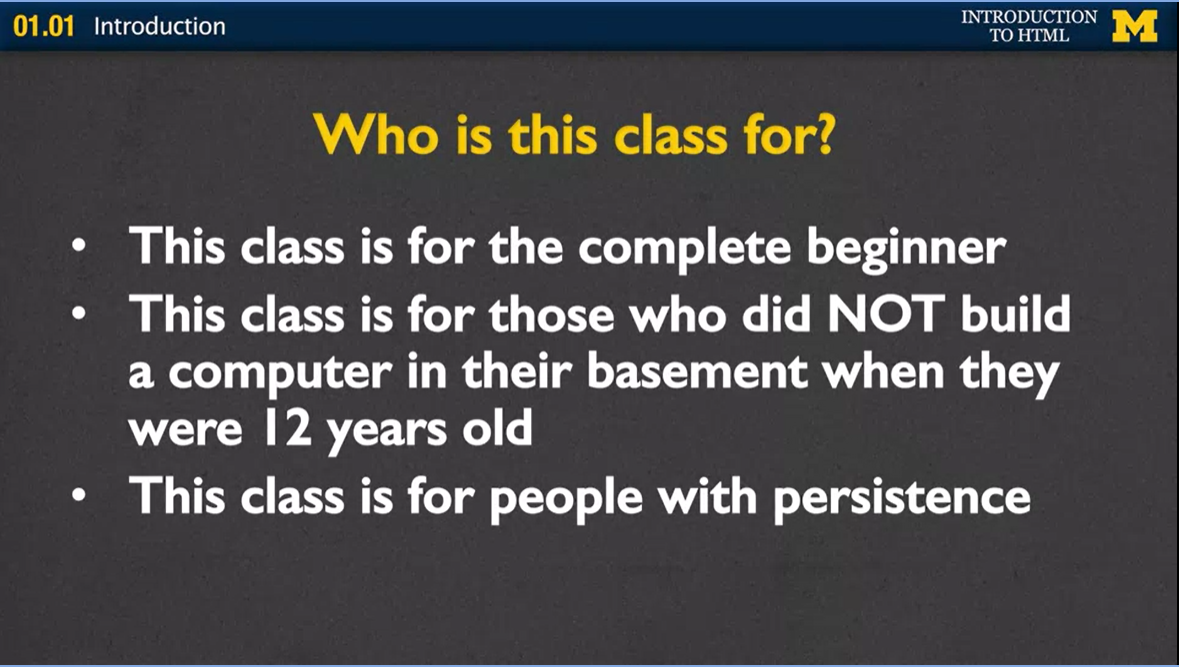 01.01 Introduction
INTRODUCTION
TO HTML
M
Who is this class for?
• This class is for the complete beginner
• This class is for those who did NOT build
a computer in their basement when they
were 12 years old
• This class is for people with persistence